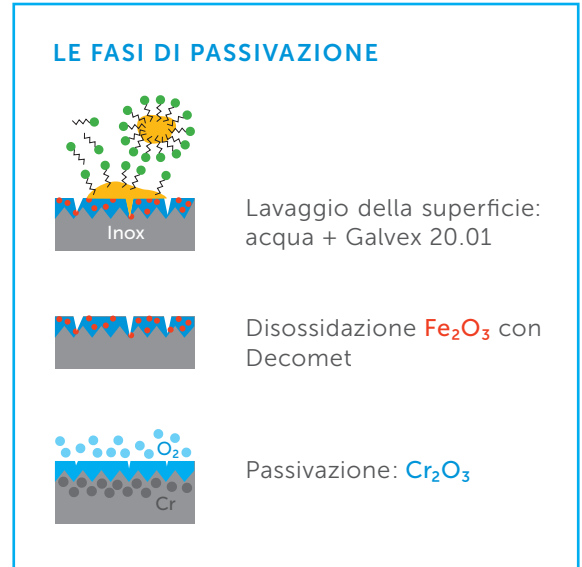 LE FASI DI PASSIVAZIONE
Inox
Lavaggio della superficie:
acqua + Galvex 20.01
Disossidazione Fe₂O₃ con
Decomet
O₂
Cr
Passivazione: Cr₂O₃